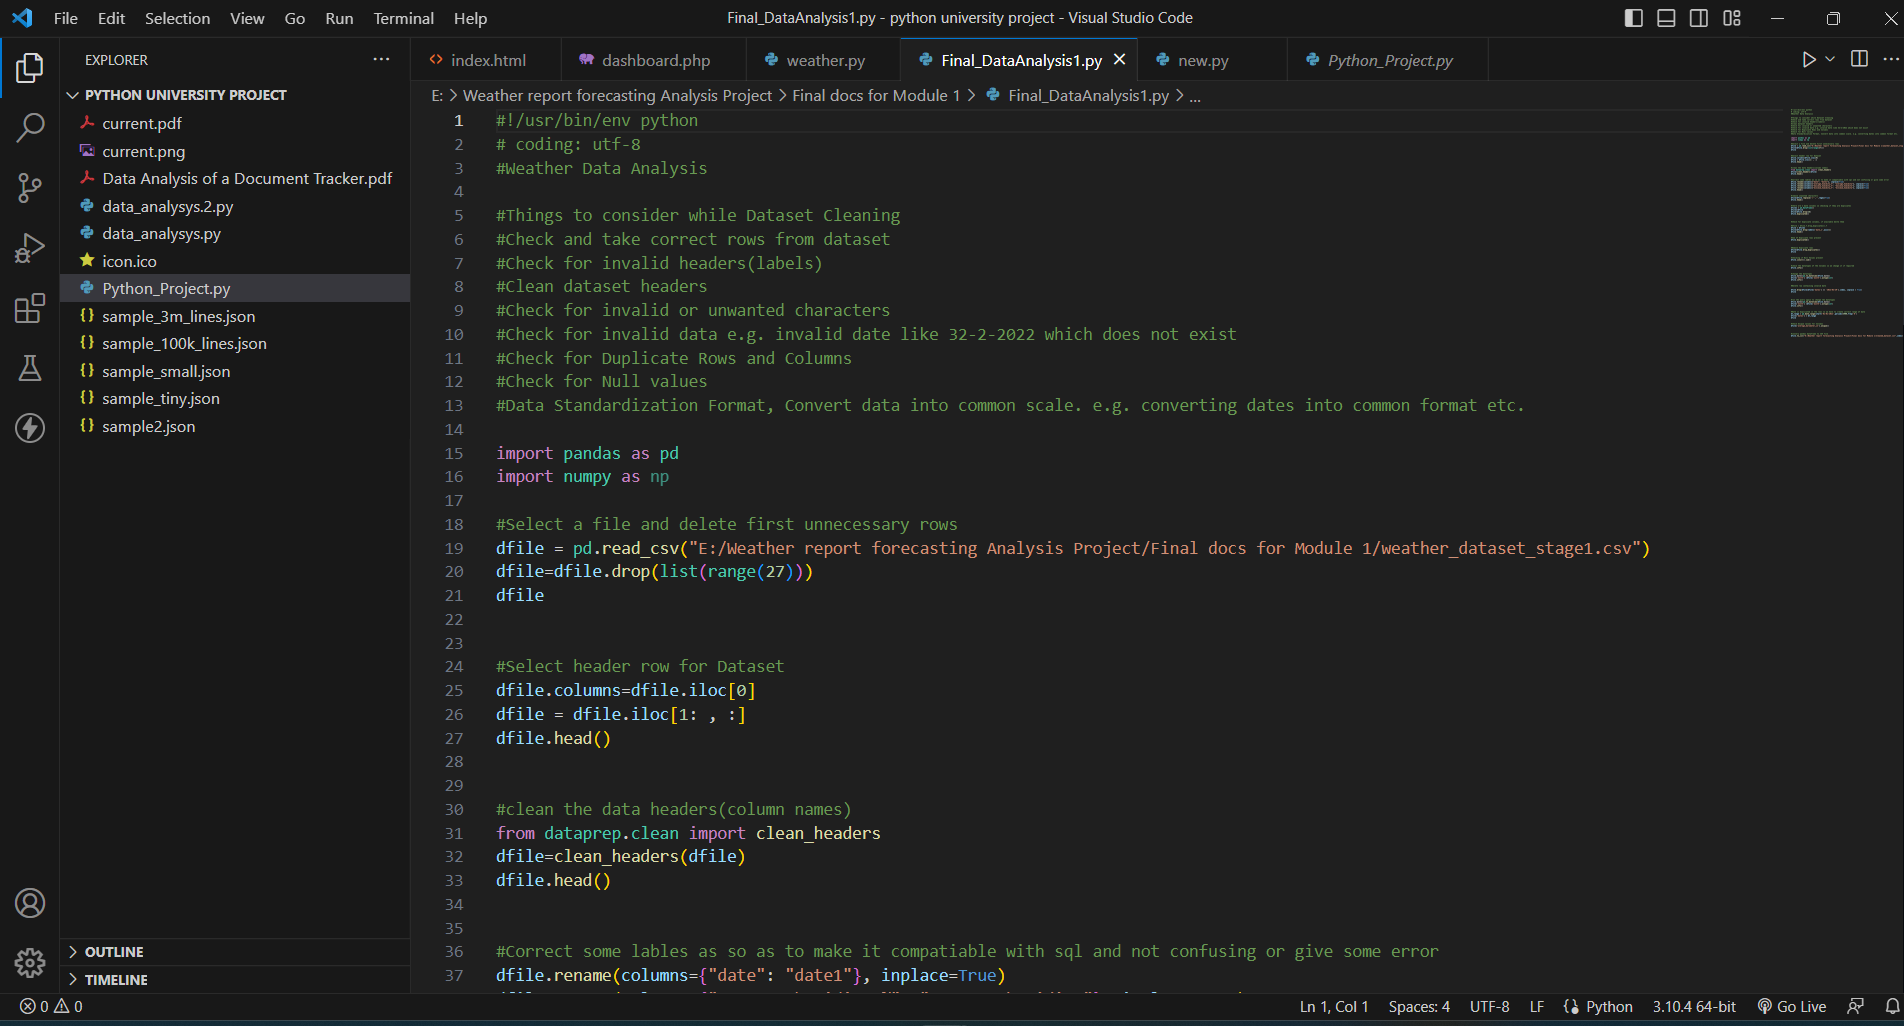 File Edit Selection View Go Run Terminal Help
Final_DataAnalysis1.py - python university project - Visual Studio Code
EXPLORER
PYTHON UNIVERSITY PROJECT
current.pdf
current.png
Data Analysis of a Document Tracker.pdf
data_analysys.2.py
data_analysys.py
icon.ico
Python_Project.py
sample_3m_lines.json
sample_100k_lines.json
sample_small.json
sample_tiny.json
sample2.json
OUTLINE
TIMELINE
index.html dashboard.php weather.py Final_DataAnalysis1.py new.py Python_Project.py
E: > Weather report forecasting Analysis Project > Final docs for Module 1 > Final_DataAnalysis1.py > ...
1 #!/usr/bin/env python
2 # coding: utf-8
3 #Weather Data Analysis
4
5 #Things to consider while Dataset Cleaning
6 #Check and take correct rows from dataset
7 #Check for invalid headers(labels)
8 #Clean dataset headers
9 #Check for invalid or unwanted characters
10 #Check for invalid data e.g. invalid date like 32-2-2022 which does not exist
11 #Check for Duplicate Rows and Columns
12 #Check for Null values
13 #Data Standardization Format, Convert data into common scale. e.g. converting dates into common format etc.
14
15 import pandas as pd
16 import numpy as np
17
18 #Select a file and delete first unnecessary rows
19 dfile = pd.read_csv("E:/Weather report forecasting Analysis Project/Final docs for Module 1/weather_dataset_stage1.csv")
20 dfile=dfile.drop(list(range(27)))
21 dfile
22
23
24 #Select header row for Dataset
25 dfile.columns=dfile.iloc[0]
26 dfile = dfile.iloc[1: , :]
27 dfile.head()
28
29
30 #clean the data headers(column names)
31 from dataprep.clean import clean_headers
32 dfile=clean_headers(dfile)
33 dfile.head()
34
35
36 #Correct some lables as so as to make it compatiable with sql and not confusing or give some error
37 dfile.rename(columns={"date": "date1"}, inplace=True)
0 0
Ln 1, Col 1 Spaces: 4 UTF-8 LF Python 3.10.4 64-bit Go Live